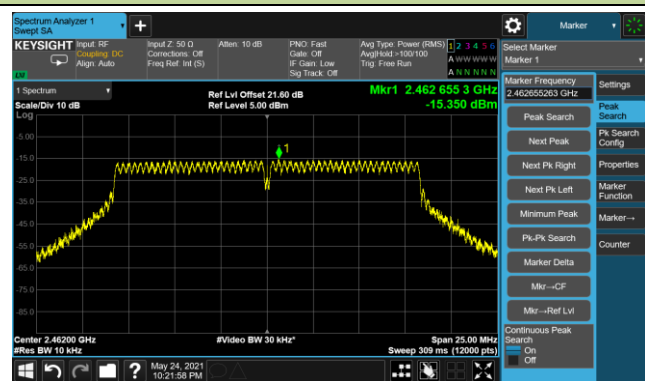 Spectrum Analyzer 1
Swept SA
Marker
KEYSIGHT
Input: RF
Coupling: DC
Align: Auto
Input Z: 50 Ω
Corrections: Off
Freq Ref: Int (S)
Atten: 10 dB
PNO: Fast
Gate: Off
IF Gain: Low
Sig Track: Off
Avg Type: Power (RMS)
Avg|Hold:>100/100
Trig: Free Run
1 2 3 4 5 6
A W W W W W
A N N N N N
Select Marker
Marker 1
LW
1 Spectrum
Scale/Div 10 dB
Log
Ref Lvl Offset 21.60 dB
Ref Level 5.00 dBm
Mkr1 2.462 655 3 GHz
-15.350 dBm
1
-5.00
-15.0
-25.0
-35.0
-45.0
-55.0
-65.0
-75.0
-85.0
Center 2.46200 GHz
#Res BW 10 kHz
#Video BW 30 kHz*
Span 25.00 MHz
Sweep 309 ms (12000 pts)
May 24, 2021
10:21:58 PM
Marker Frequency
2.462655263 GHz
Peak Search
Next Peak
Next Pk Right
Next Pk Left
Minimum Peak
Pk-Pk Search
Marker Delta
Mkr→CF
Mkr→Ref Lvl
Continuous Peak
Search
On
Off
Settings
Peak
Search
Pk Search
Config
Properties
Marker
Function
Marker→
Counter